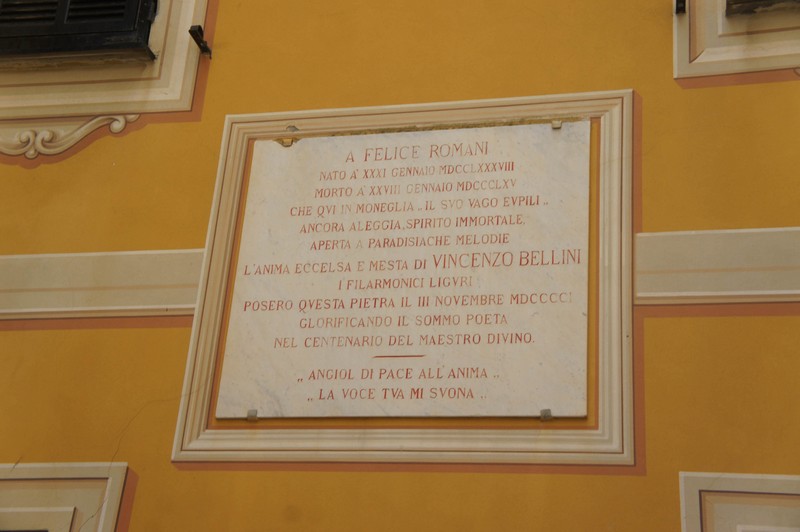 A FELICE ROMANI
NATO A' XXXI GENNAIO MDCCLXXXVIII
MORTO A' XXVIII GENNAIO MDCCCLXV
CHE QVI IN MONEGLIA „ IL SVO VAGO EVPILI „
ANCORA ALEGGIA, SPIRITO IMMORTALE.
APERTA A PARADISIACHE MELODIE
L'ANIMA ECCELSA E MESTA DI VINCENZO BELLINI
I FILARMONICI LIGVRI
POSERO QVESTA PIETRA IL III NOVEMBRE MDCCCCI
GLORIFICANDO IL SOMMO POETA
NEL CENTENARIO DEL MAESTRO DIVINO.
„ ANGIOL DI PACE ALL'ANIMA „
„ LA VOCE TVA MI SVONA „